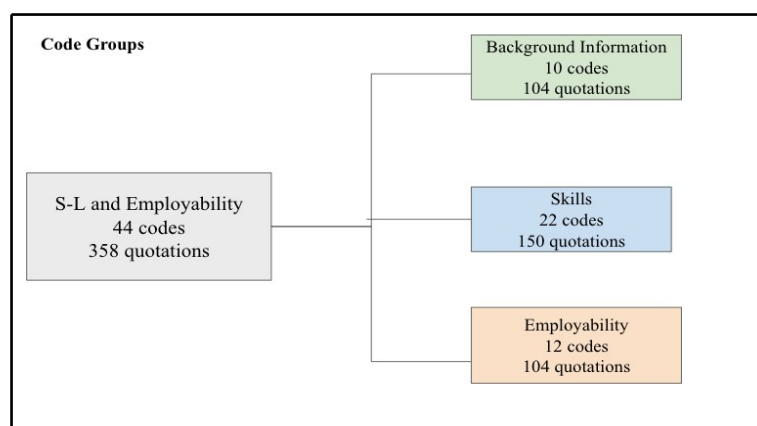 Code Groups
Background Information
10 codes
104 quotations
S-L and Employability
44 codes
358 quotations
Skills
22 codes
150 quotations
Employability
12 codes
104 quotations